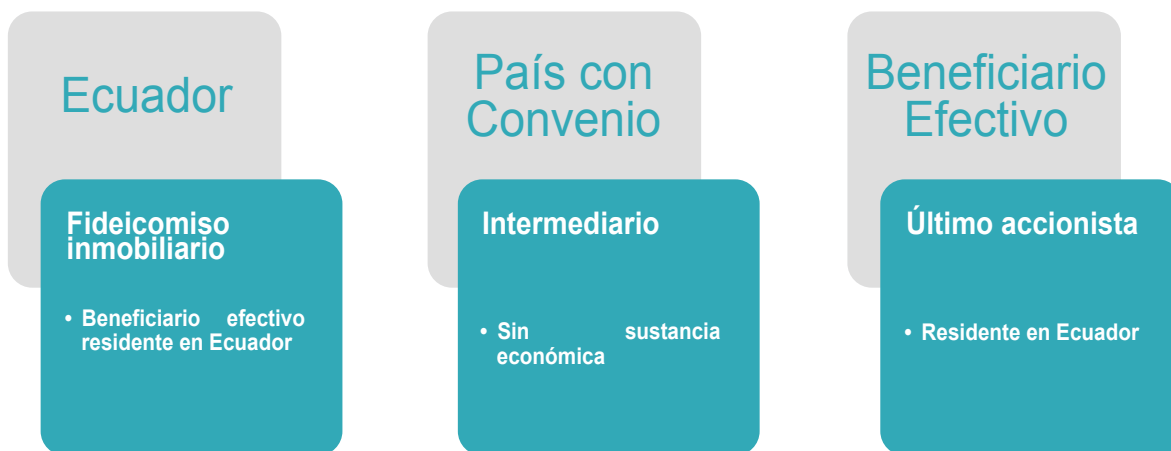 Ecuador
Fideicomiso
inmobiliario
• Beneficiario efectivo
residente en Ecuador
País con
Convenio
Intermediario
• Sin sustancia
económica
Beneficiario
Efectivo
Último accionista
• Residente en Ecuador